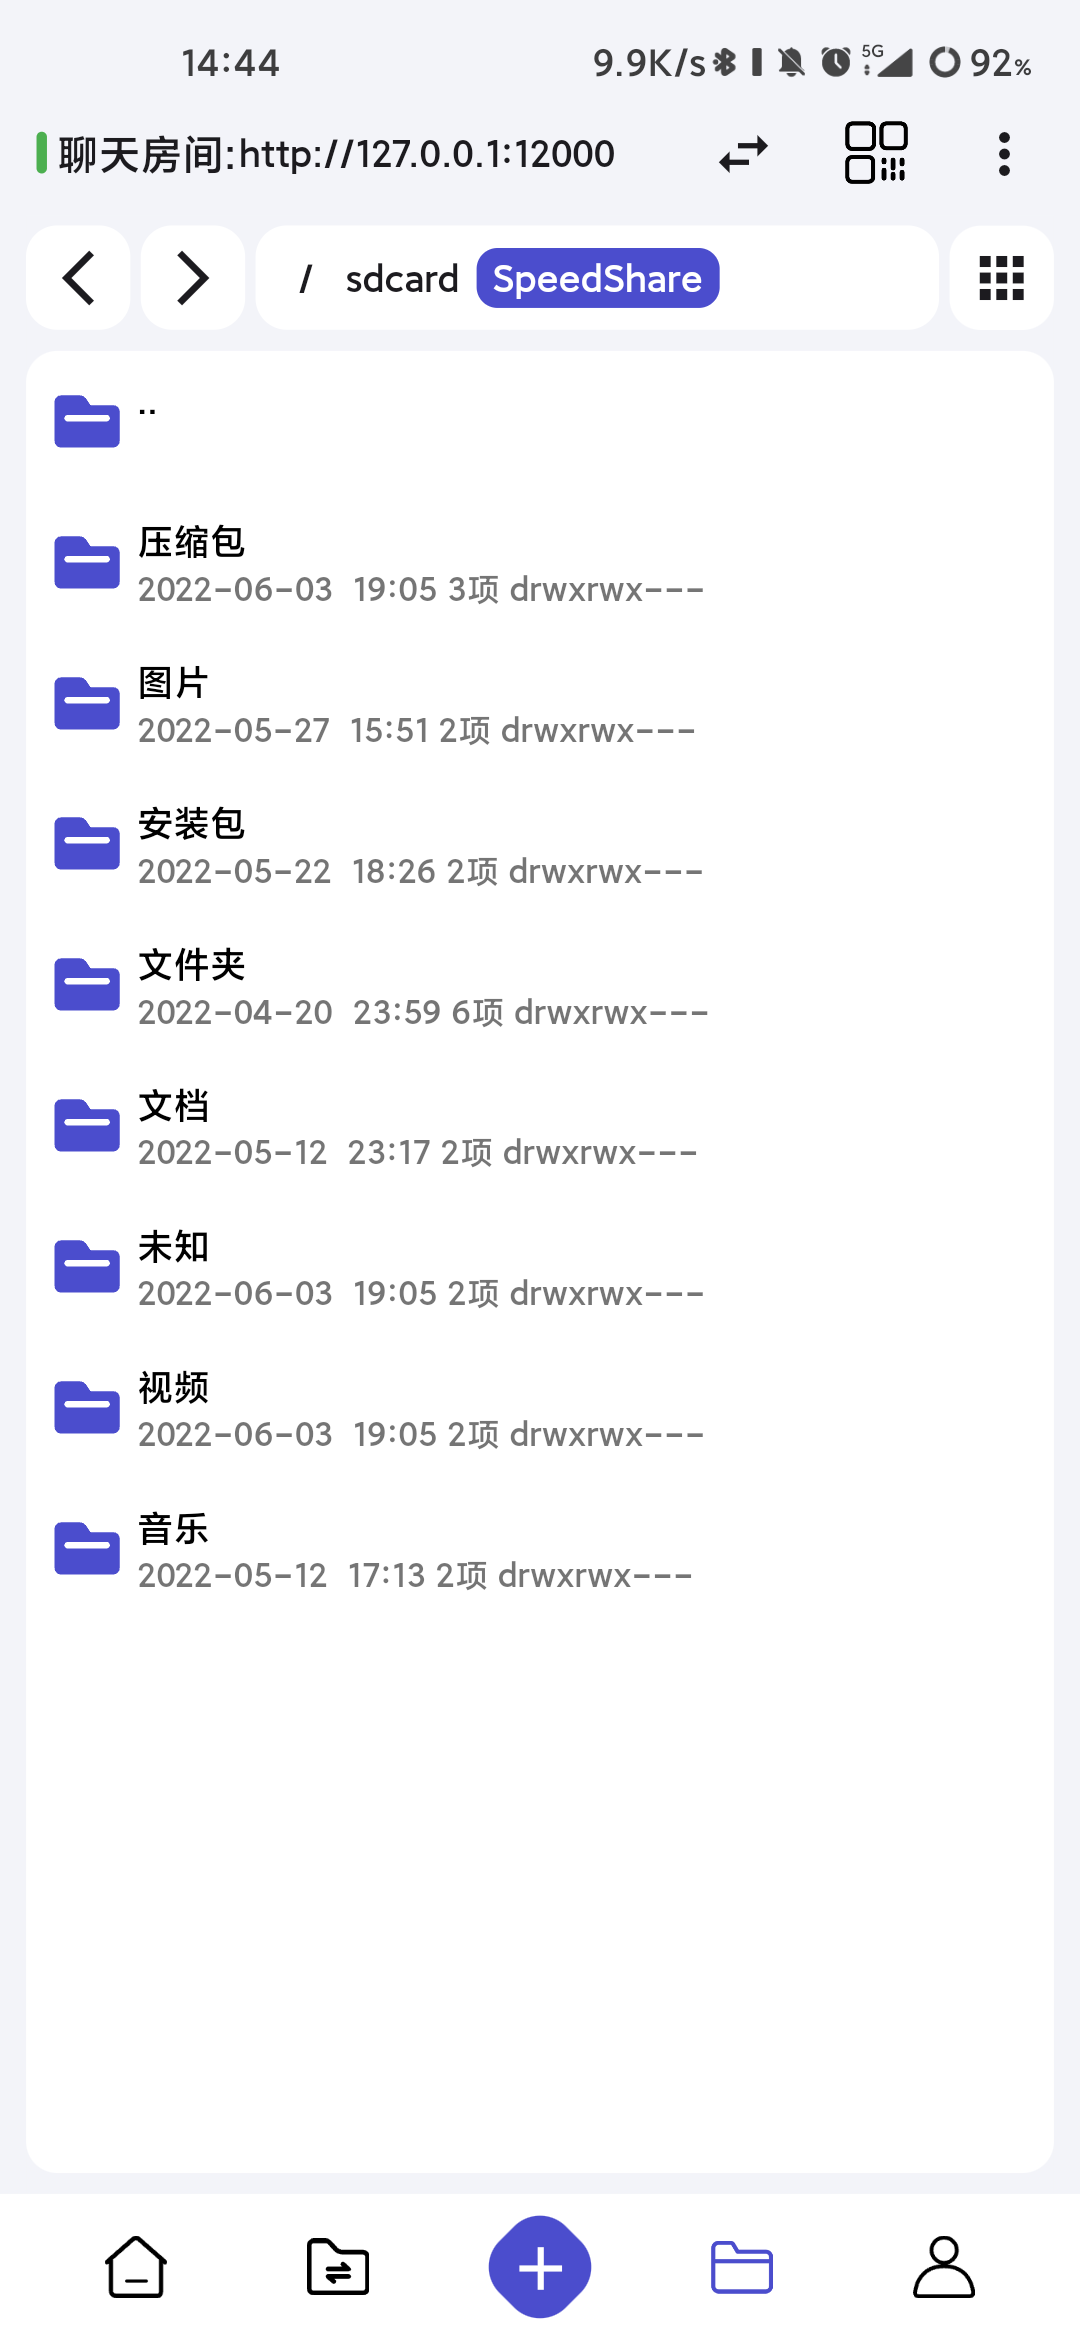 14:44 9.9K/s 5G 92%
聊天房间:http://127.0.0.1:12000
/ sdcard SpeedShare
..
压缩包
2022-06-03 19:05 3项 drwxrwx---
图片
2022-05-27 15:51 2项 drwxrwx---
安装包
2022-05-22 18:26 2项 drwxrwx---
文件夹
2022-04-20 23:59 6项 drwxrwx---
文档
2022-05-12 23:17 2项 drwxrwx---
未知
2022-06-03 19:05 2项 drwxrwx---
视频
2022-06-03 19:05 2项 drwxrwx---
音乐
2022-05-12 17:13 2项 drwxrwx---